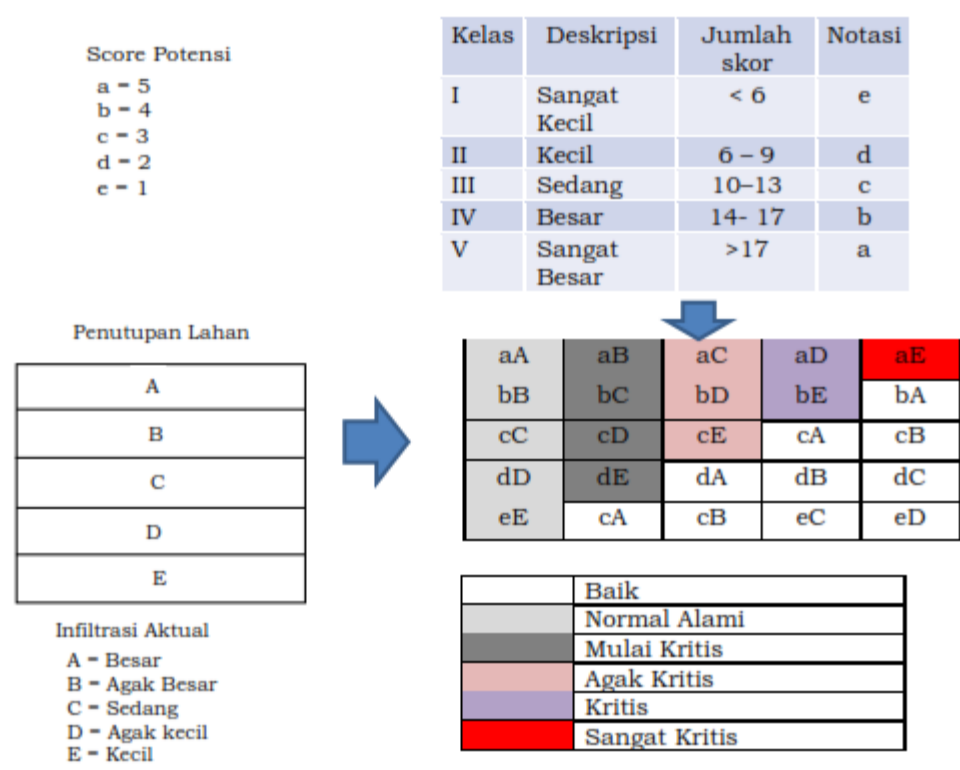 Score Potensi
a = 5
b = 4
c = 3
d = 2
e = 1
Kelas Deskripsi Jumlah skor Notasi
I Sangat Kecil < 6 e
II Kecil 6 – 9 d
III Sedang 10–13 c
IV Besar 14- 17 b
V Sangat Besar >17 a
Penutupan Lahan
A
B
C
D
E
Infiltrasi Aktual
A = Besar
B = Agak Besar
C = Sedang
D = Agak kecil
E = Kecil
aA aB aC aD aE
bB bC bD bE bA
cC cD cE cA cB
dD dE dA dB dC
eE cA cB eC eD
Baik
Normal Alami
Mulai Kritis
Agak Kritis
Kritis
Sangat Kritis